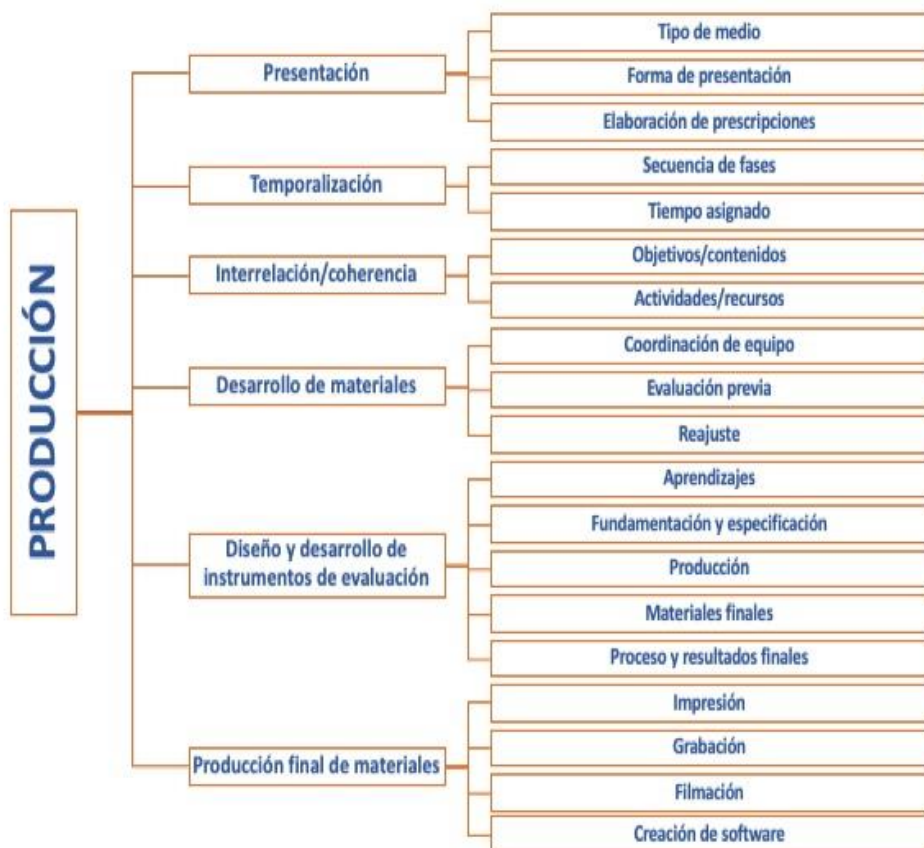 PRODUCCIÓN
Presentación
Tipo de medio
Forma de presentación
Elaboración de prescripciones
Temporalización
Secuencia de fases
Tiempo asignado
Interrelación/coherencia
Objetivos/contenidos
Actividades/recursos
Desarrollo de materiales
Coordinación de equipo
Evaluación previa
Reajuste
Diseño y desarrollo de
instrumentos de evaluación
Aprendizajes
Fundamentación y especificación
Producción
Materiales finales
Proceso y resultados finales
Producción final de materiales
Impresión
Grabación
Filmación
Creación de software